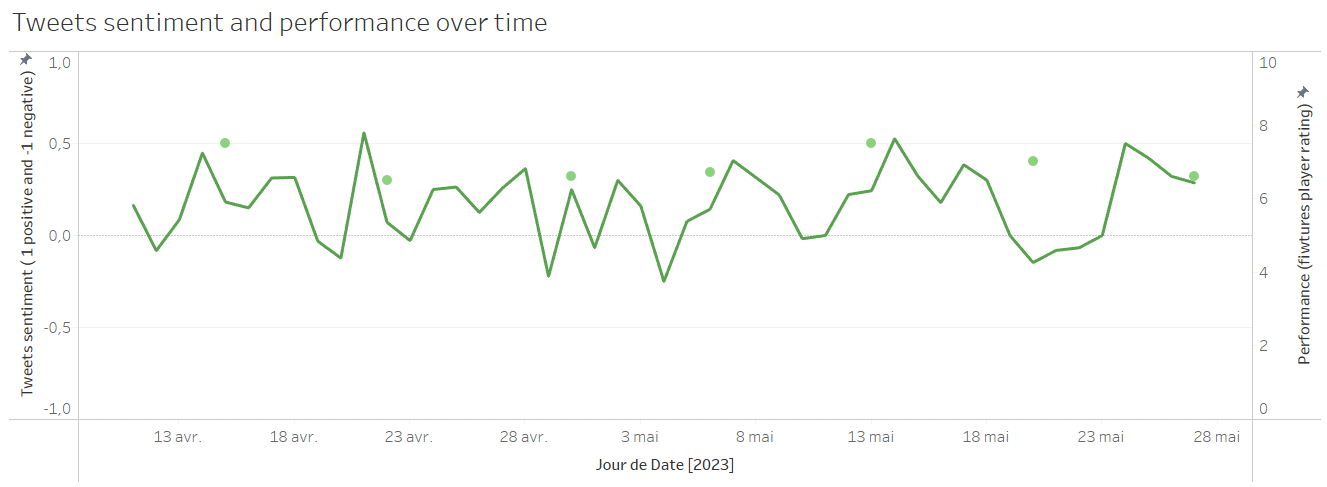 Tweets sentiment and performance over time
Tweets sentiment ( 1 positive and -1 negative)
1,0
0,5
0,0
-0,5
-1,0
10
8
6
4
2
0
Performance (fiwtures player rating)
13 avr.
18 avr.
23 avr.
28 avr.
3 mai
8 mai
13 mai
18 mai
23 mai
28 mai
Jour de Date [2023]